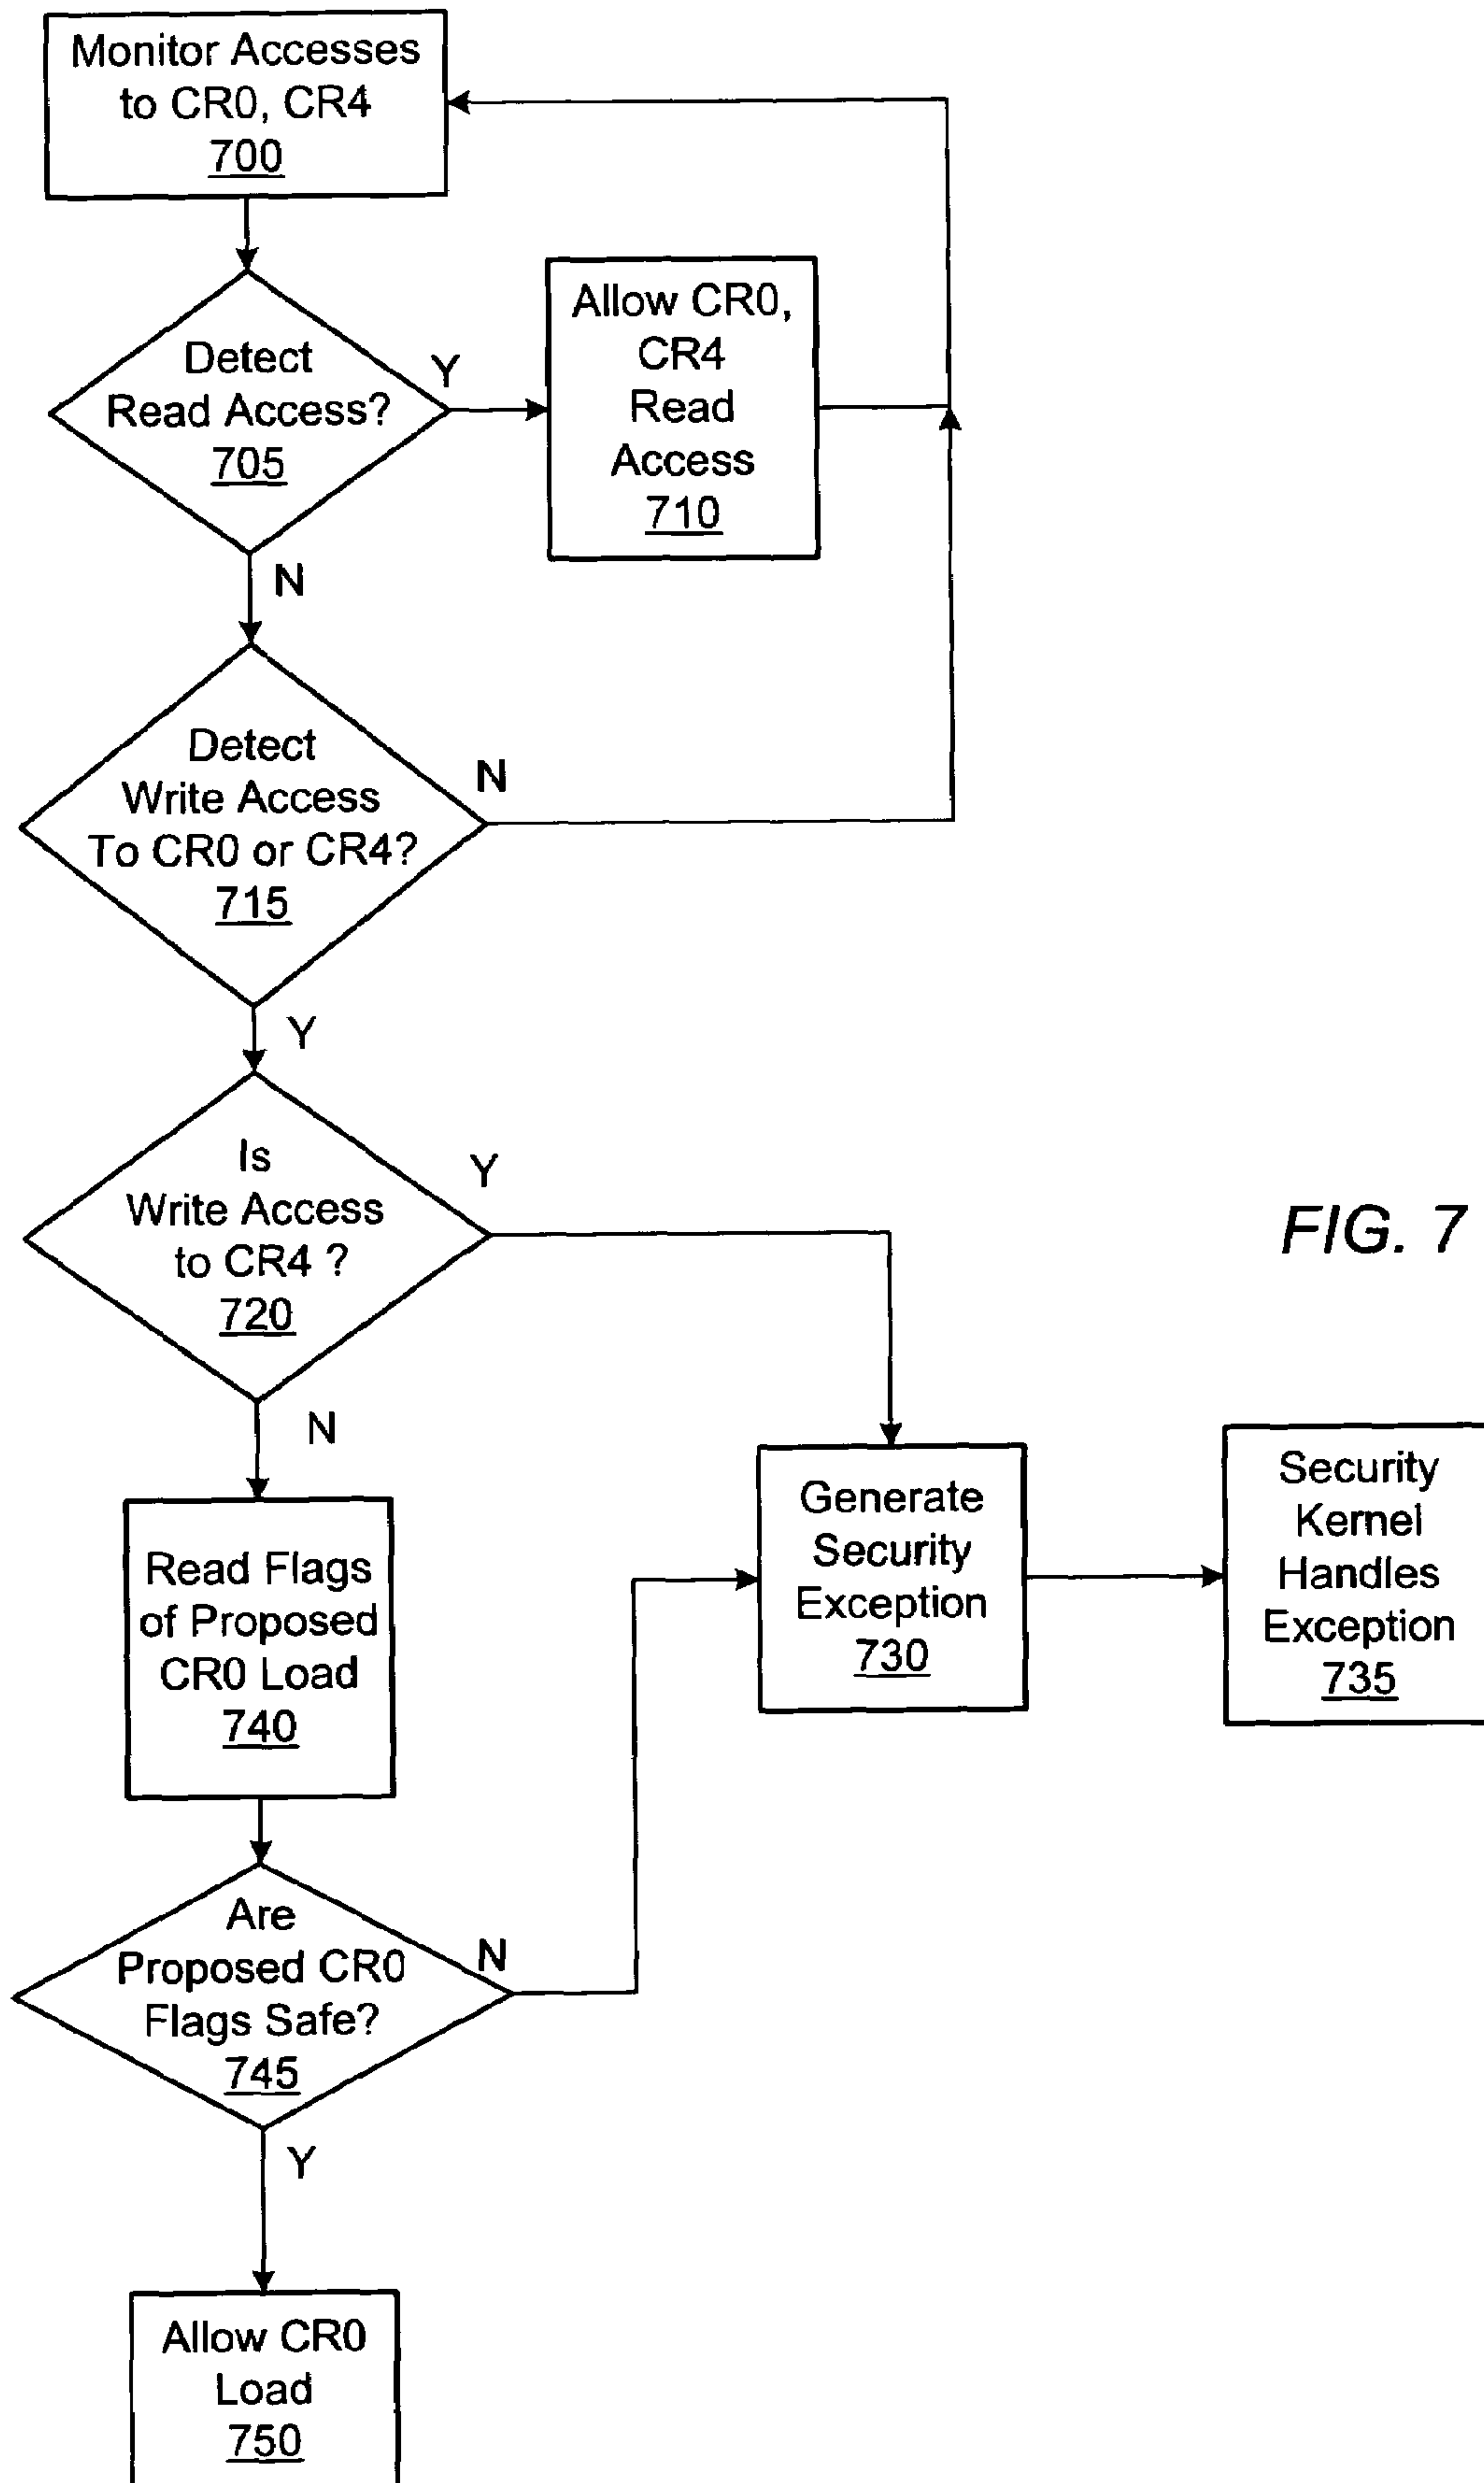 Monitor Accesses
to CR0, CR4
700
Detect
Read Access?
705
Y
Allow CR0,
CR4
Read
Access
710
N
Detect
Write Access
To CR0 or CR4?
715
N
Y
Is
Write Access
to CR4 ?
720
Y
FIG. 7
N
Generate
Security
Exception
730
Security
Kernel
Handles
Exception
735
Read Flags
of Proposed
CR0 Load
740
Are
Proposed CR0
Flags Safe?
745
N
Y
Allow CR0
Load
750